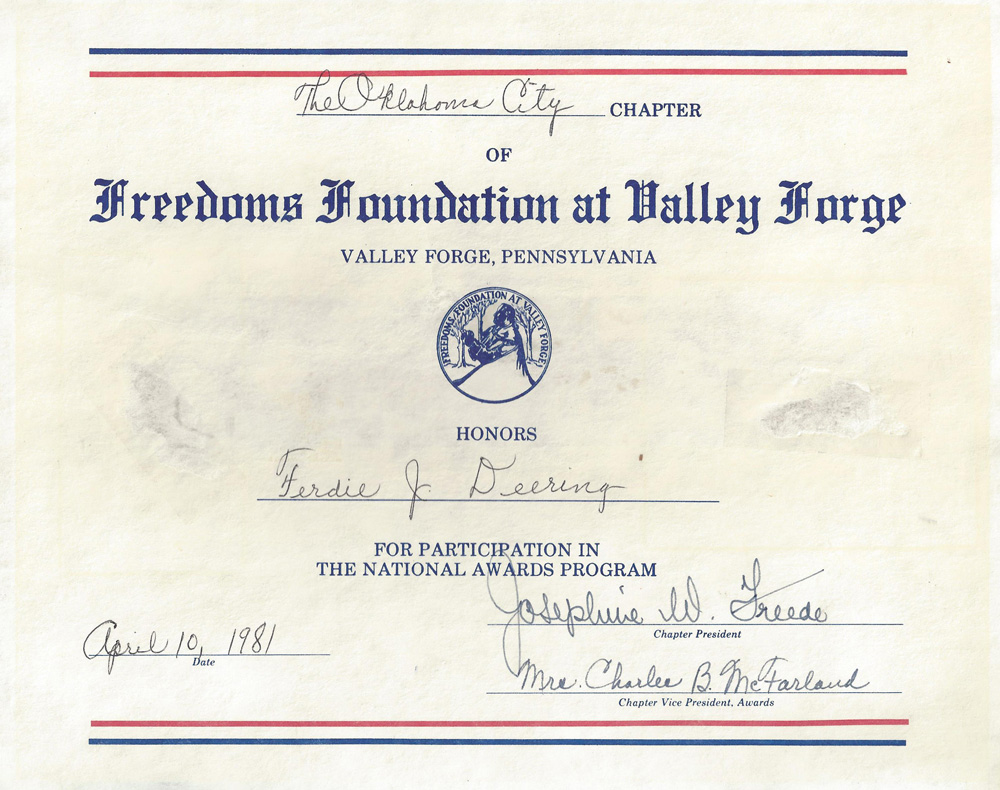 The Oklahoma City CHAPTER
OF
Freedoms Foundation at Valley Forge
VALLEY FORGE, PENNSYLVANIA
FREEDOMS FOUNDATION AT VALLEY FORGE
HONORS
Ferdie J. Deering
FOR PARTICIPATION IN
THE NATIONAL AWARDS PROGRAM
Josephine W. Freede
Chapter President
April 10, 1981
Date
Mrs. Charles B. McFarland
Chapter Vice President, Awards